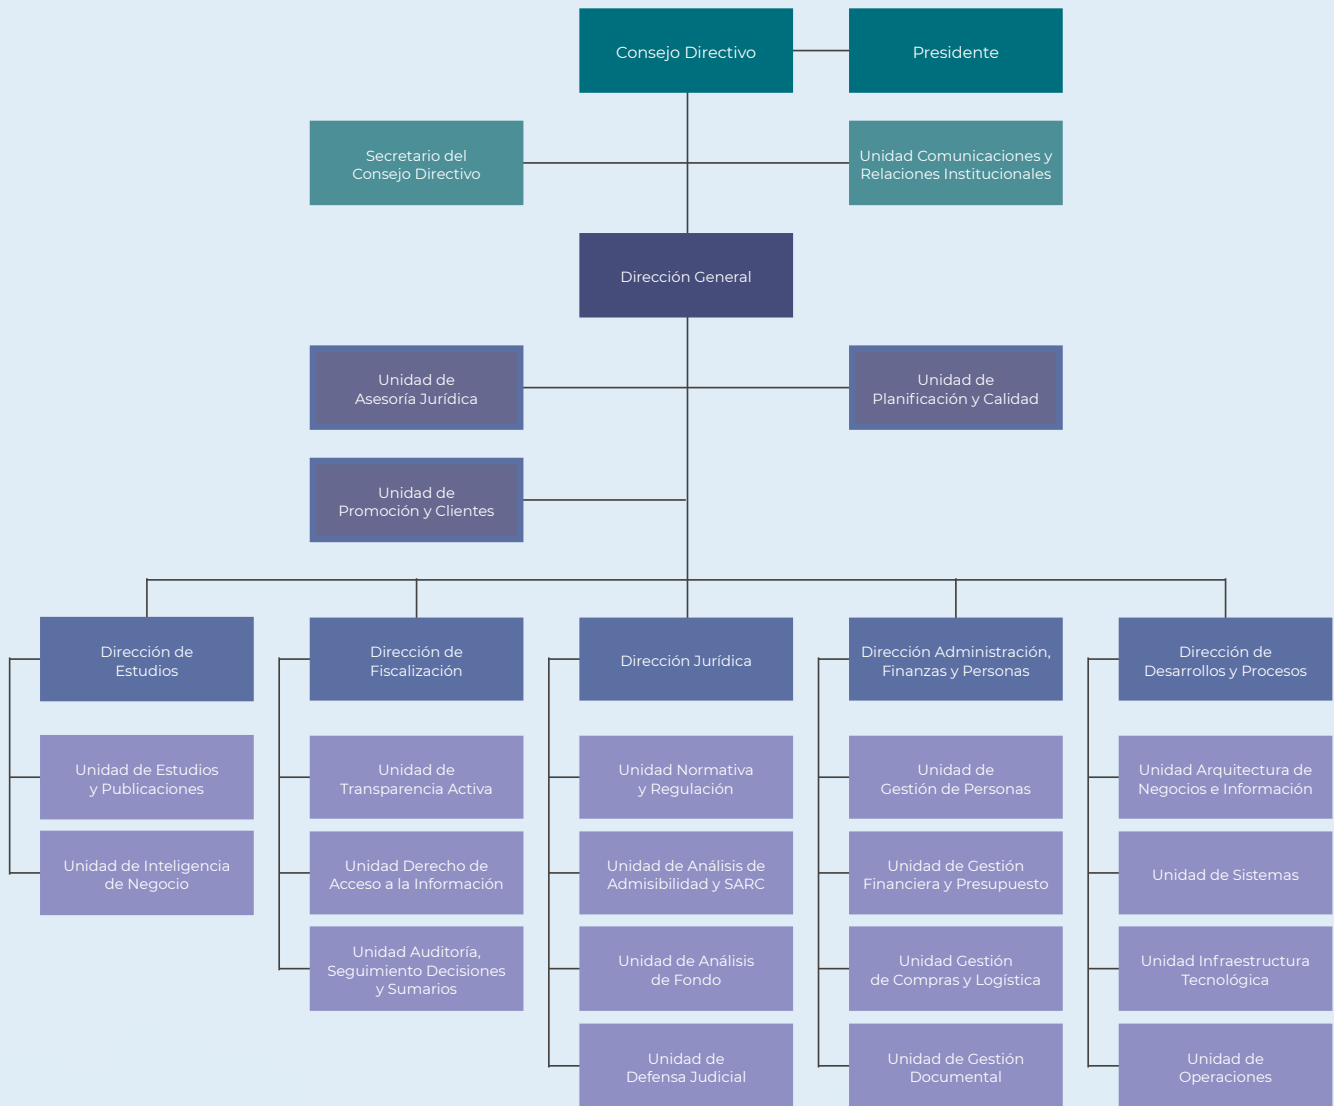 Consejo Directivo
Presidente
Secretario del
Consejo Directivo
Unidad Comunicaciones y
Relaciones Institucionales
Dirección General
Unidad de
Asesoría Jurídica
Unidad de
Planificación y Calidad
Unidad de
Promoción y Clientes
Dirección de
Estudios
Dirección de
Fiscalización
Dirección Jurídica
Dirección Administración,
Finanzas y Personas
Dirección de
Desarrollos y Procesos
Unidad de Estudios
y Publicaciones
Unidad de
Transparencia Activa
Unidad Normativa
y Regulación
Unidad de
Gestión de Personas
Unidad Arquitectura de
Negocios e Información
Unidad de Inteligencia
de Negocio
Unidad Derecho de
Acceso a la Información
Unidad de Análisis de
Admisibilidad y SARC
Unidad de Gestión
Financiera y Presupuesto
Unidad de Sistemas
Unidad Auditoría,
Seguimiento Decisiones
y Sumarios
Unidad de Análisis
de Fondo
Unidad Gestión
de Compras y Logística
Unidad Infraestructura
Tecnológica
Unidad de
Defensa Judicial
Unidad de Gestión
Documental
Unidad de
Operaciones